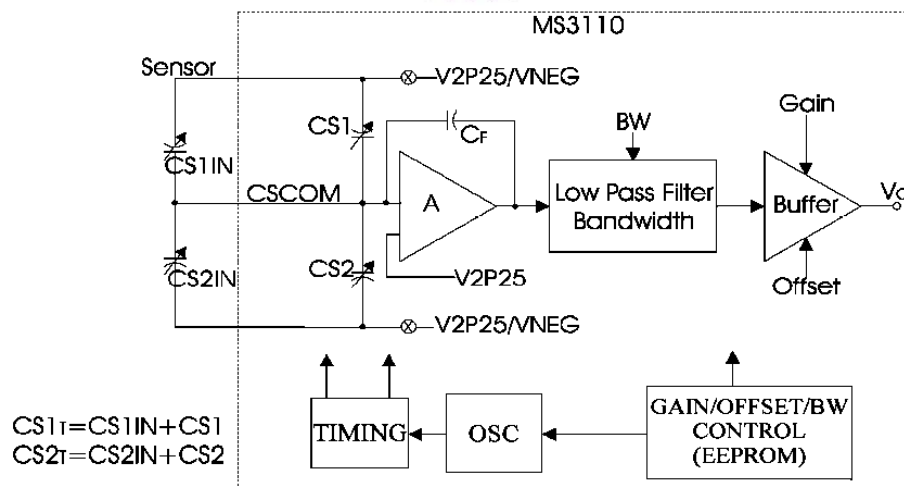 MS3110
Sensor
V2P25/VNEG
Gain
CS1
CF
BW
CS1IN
CSCOM
A
Low Pass Filter
Bandwidth
Buffer
CS2
CS2IN
V2P25
Offset
V2P25/VNEG
CS1T=CS1IN+CS1
CS2T=CS2IN+CS2
TIMING
OSC
GAIN/OFFSET/BW
CONTROL
(EEPROM)